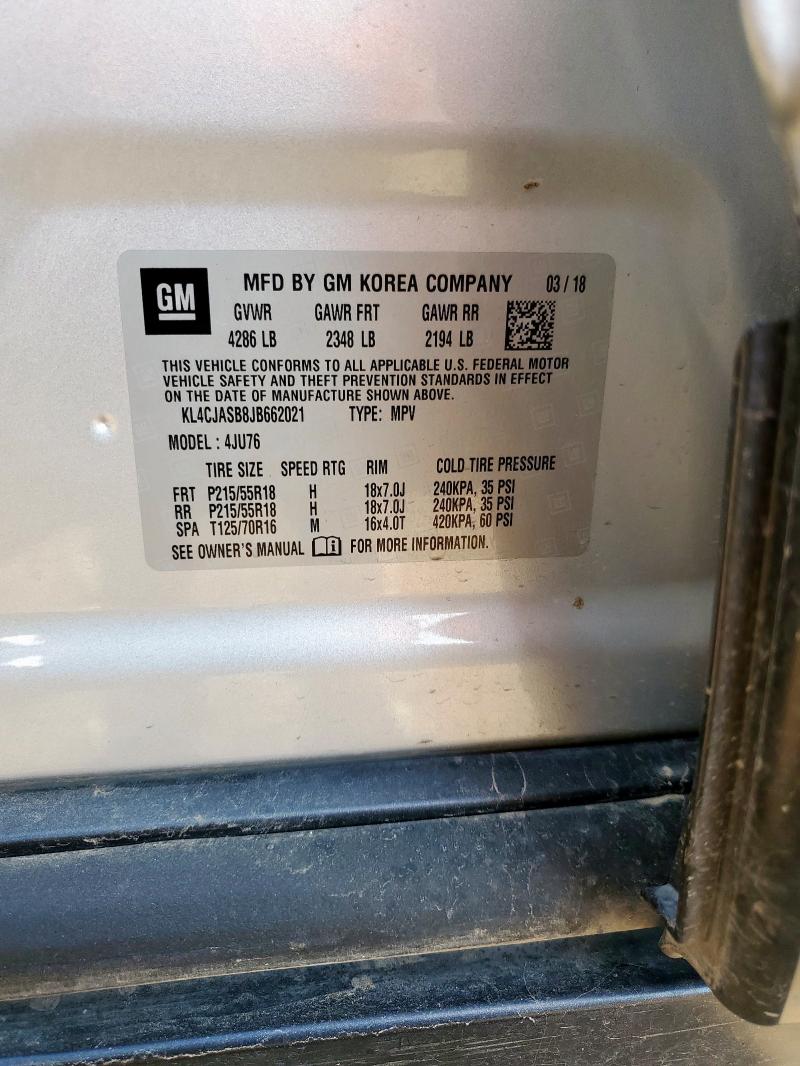 GM MFD BY GM KOREA COMPANY 03 / 18
GVWR GAWR FRT GAWR RR
4286 LB 2348 LB 2194 LB
THIS VEHICLE CONFORMS TO ALL APPLICABLE U.S. FEDERAL MOTOR
VEHICLE SAFETY AND THEFT PREVENTION STANDARDS IN EFFECT
ON THE DATE OF MANUFACTURE SHOWN ABOVE.
KL4CJASB8JB662021 TYPE: MPV
MODEL : 4JU76
TIRE SIZE SPEED RTG RIM COLD TIRE PRESSURE
FRT P215/55R18 H 18x7.0J 240KPA, 35 PSI
RR P215/55R18 H 18x7.0J 240KPA, 35 PSI
SPA T125/70R16 M 16x4.0T 420KPA, 60 PSI
SEE OWNER'S MANUAL FOR MORE INFORMATION.